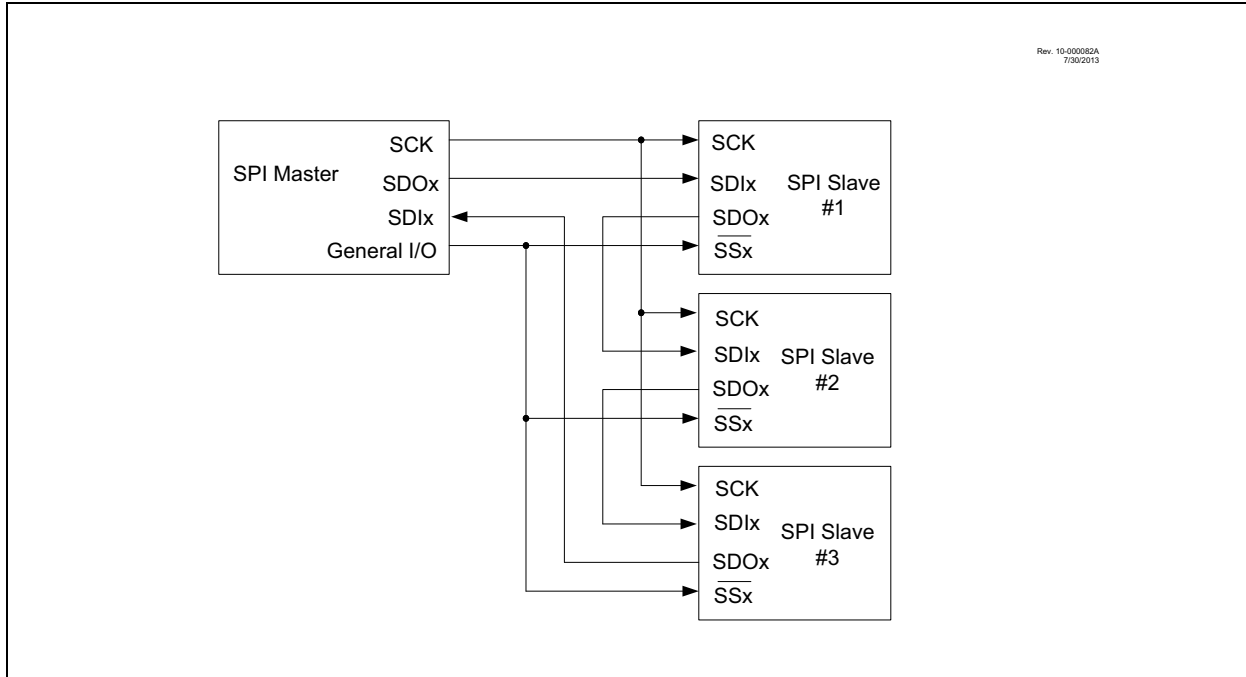 Rev. 10-000082A
7/30/2013
SPI Master
SCK
SDOx
SDIx
General I/O
SCK
SDIx
SDOx
SSx
SPI Slave
#1
SCK
SDIx
SDOx
SSx
SPI Slave
#2
SCK
SDIx
SDOx
SSx
SPI Slave
#3